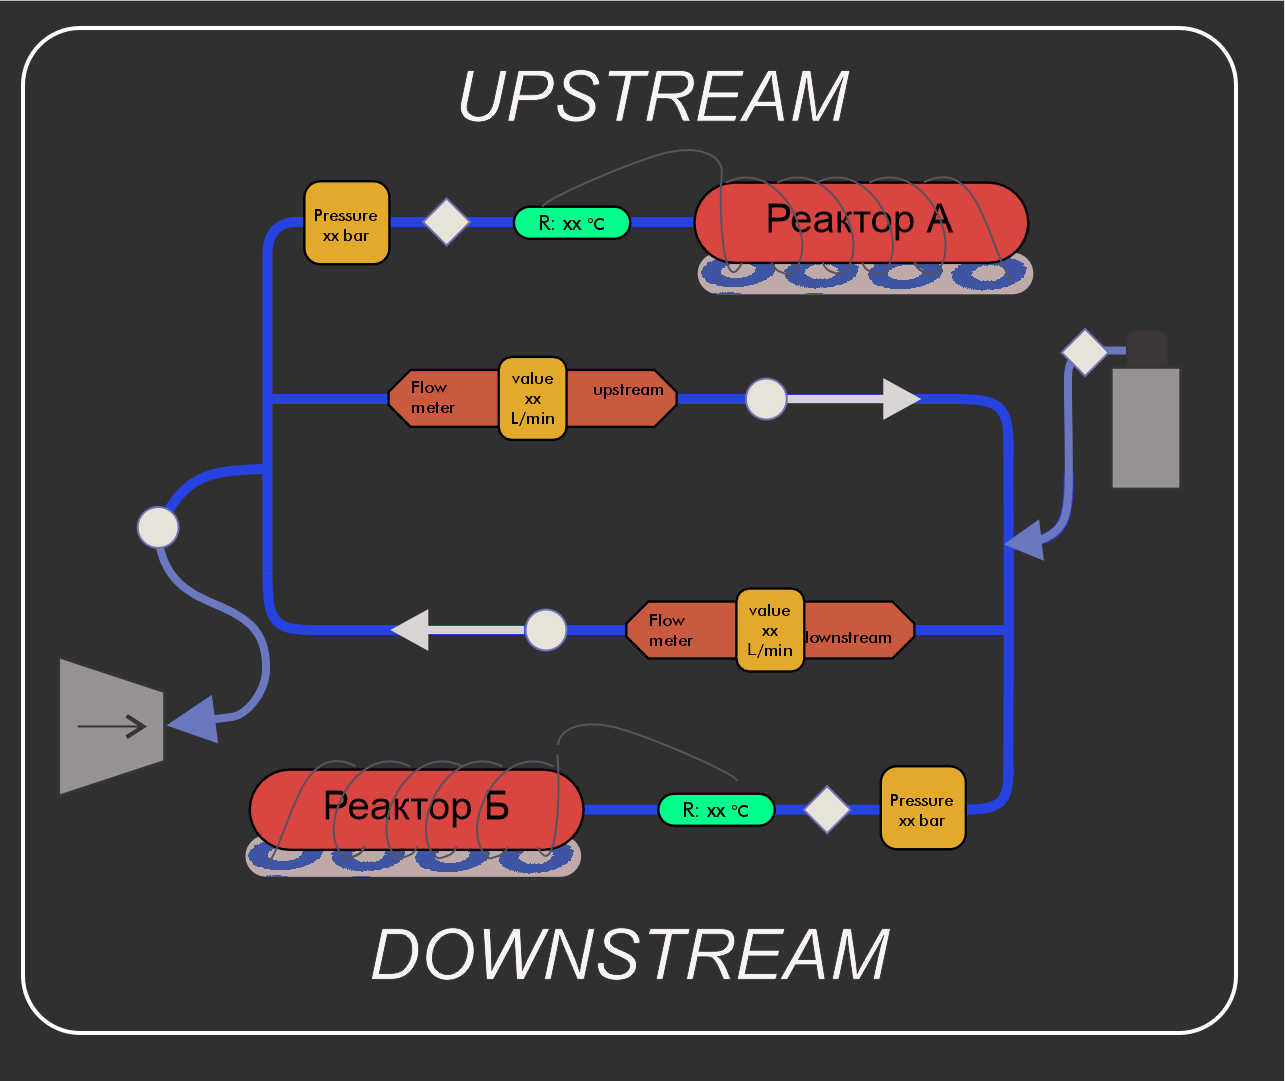 UPSTREAM
Pressure
xx bar
R: xx °C
Реактор А
Flow
meter
value
xx
L/min
upstream
Flow
meter
value
xx
L/min
downstream
Реактор Б
R: xx °C
Pressure
xx bar
DOWNSTREAM